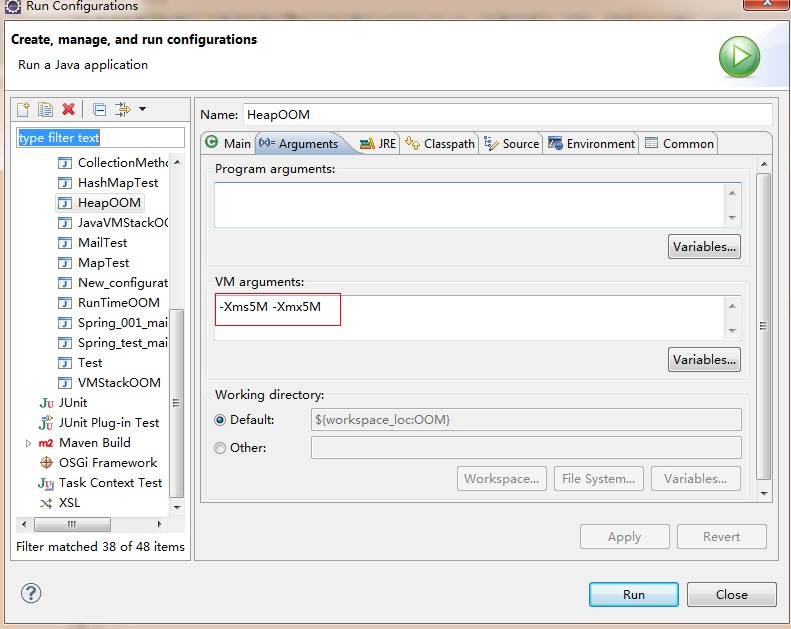 Run Configurations
Create, manage, and run configurations
Run a Java application
type filter text
CollectionMetho
HashMapTest
HeapOOM
JavaVMStackOO
MailTest
MapTest
New_configurat
RunTimeOOM
Spring_001_mai
Spring_test_mai
Test
VMStackOOM
JUnit
JUnit Plug-in Test
Maven Build
OSGi Framework
Task Context Test
XSL
Filter matched 38 of 48 items
Name: HeapOOM
Main (x)= Arguments JRE Classpath Source Environment Common
Program arguments:
Variables...
VM arguments:
-Xms5M -Xmx5M
Variables...
Working directory:
Default: ${workspace_loc:OOM}
Other:
Workspace... File System... Variables...
Apply Revert
Run Close